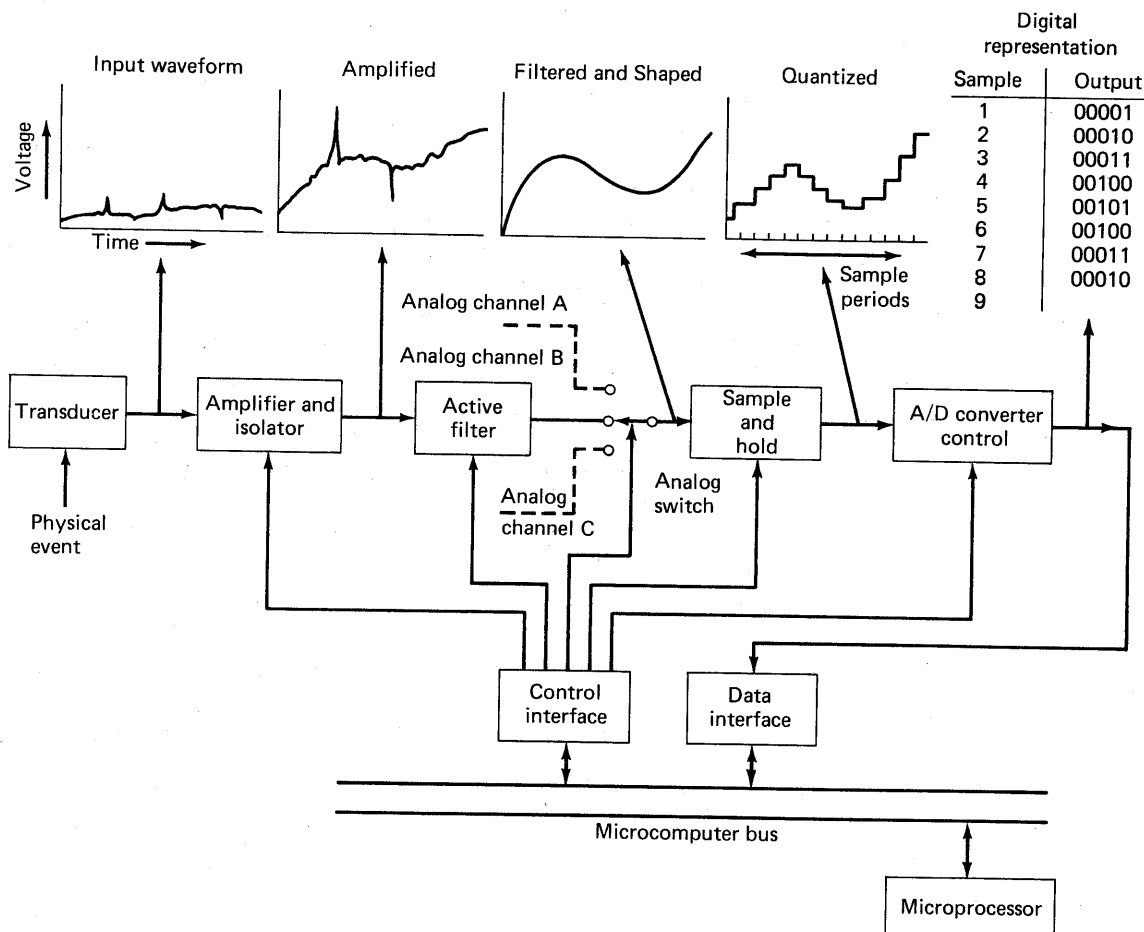 Digital
representation
Input waveform
Amplified
Filtered and Shaped
Quantized
Sample
Output
1
00001
2
00010
3
00011
4
00100
5
00101
6
00100
7
00011
8
00010
9
Voltage
Time
Sample
periods
Analog channel A
Analog channel B
Transducer
Amplifier and
isolator
Active
filter
Sample
and
hold
A/D converter
control
Analog
channel C
Analog
switch
Physical
event
Control
interface
Data
interface
Microcomputer bus
Microprocessor